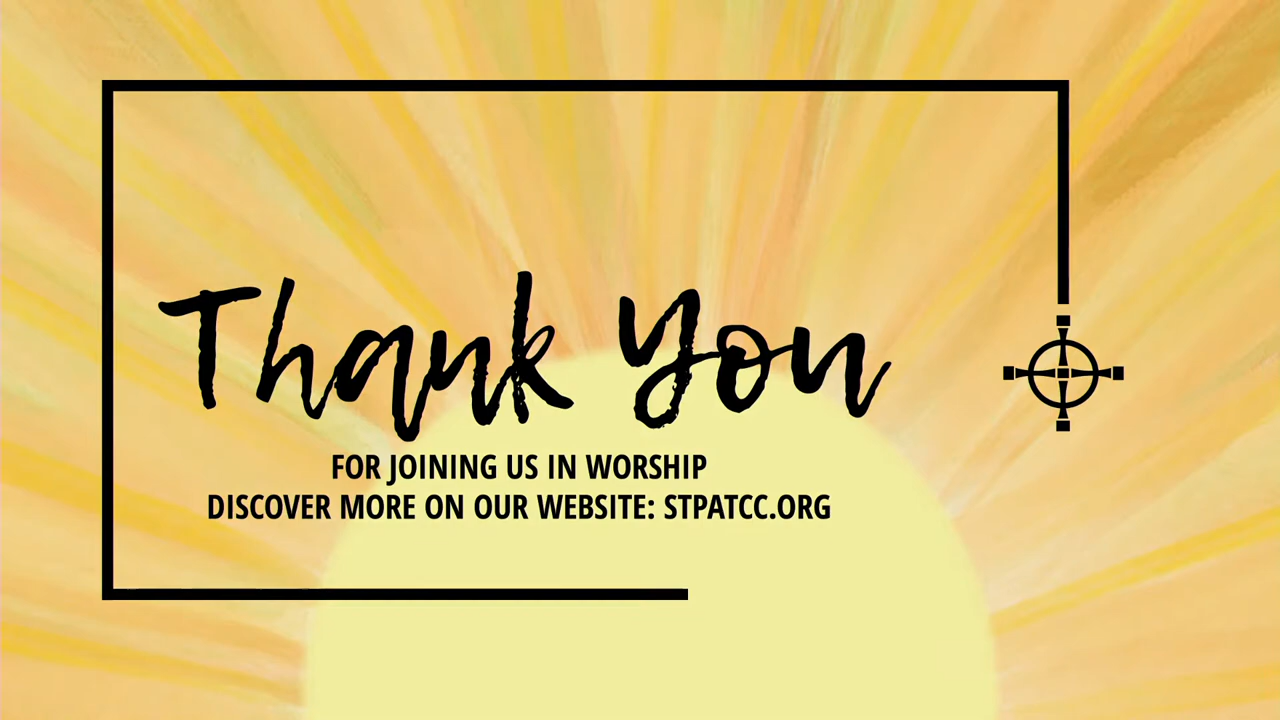 Thank You
FOR JOINING US IN WORSHIP
DISCOVER MORE ON OUR WEBSITE: STPATCC.ORG